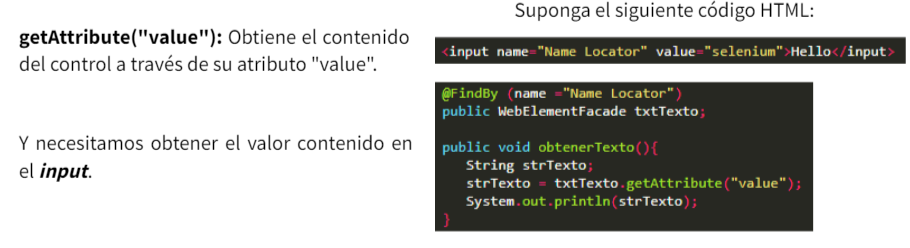 getAttribute("value"): Obtiene el contenido
del control a través de su atributo "value".
Y necesitamos obtener el valor contenido en
el input.
Suponga el siguiente código HTML:
<input name="Name Locator" value="selenium">Hello</input>
@FindBy (name ="Name Locator")
public WebElementFacade txtTexto;
public void obtenerTexto(){
String strTexto;
strTexto = txtTexto.getAttribute("value");
System.out.println(strTexto);
}